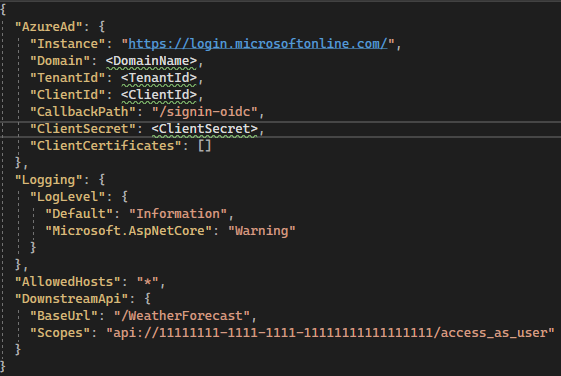 {
"AzureAd": {
"Instance": "https://login.microsoftonline.com/",
"Domain": <DomainName>,
"TenantId": <TenantId>,
"ClientId": <ClientId>,
"CallbackPath": "/signin-oidc",
"ClientSecret": <ClientSecret>,
"ClientCertificates": []
},
"Logging": {
"LogLevel": {
"Default": "Information",
"Microsoft.AspNetCore": "Warning"
}
},
"AllowedHosts": "*",
"DownstreamApi": {
"BaseUrl": "/WeatherForecast",
"Scopes": "api://11111111-1111-1111-11111111111111111/access_as_user"
}
}